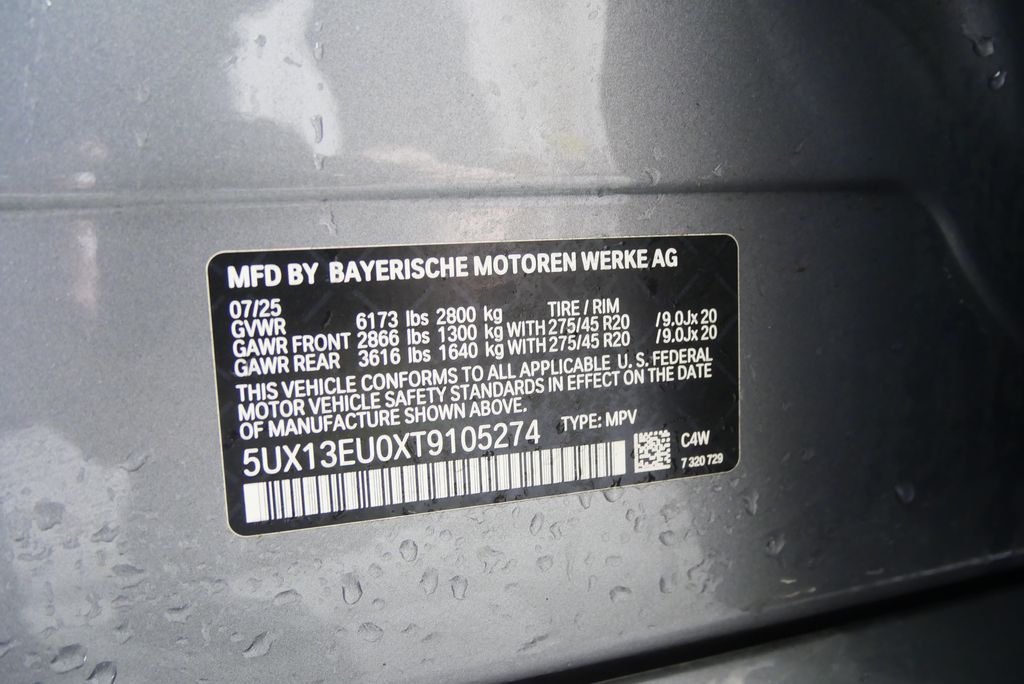 MFD BY BAYERISCHE MOTOREN WERKE AG
07/25 TIRE / RIM
GVWR 6173 lbs 2800 kg
GAWR FRONT 2866 lbs 1300 kg WITH 275/45 R20 /9.0Jx 20
GAWR REAR 3616 lbs 1640 kg WITH 275/45 R20 /9.0Jx 20
THIS VEHICLE CONFORMS TO ALL APPLICABLE U. S. FEDERAL
MOTOR VEHICLE SAFETY STANDARDS IN EFFECT ON THE DATE
OF MANUFACTURE SHOWN ABOVE.
TYPE: MPV
5UX13EU0XT9105274
C4W
7 320 729